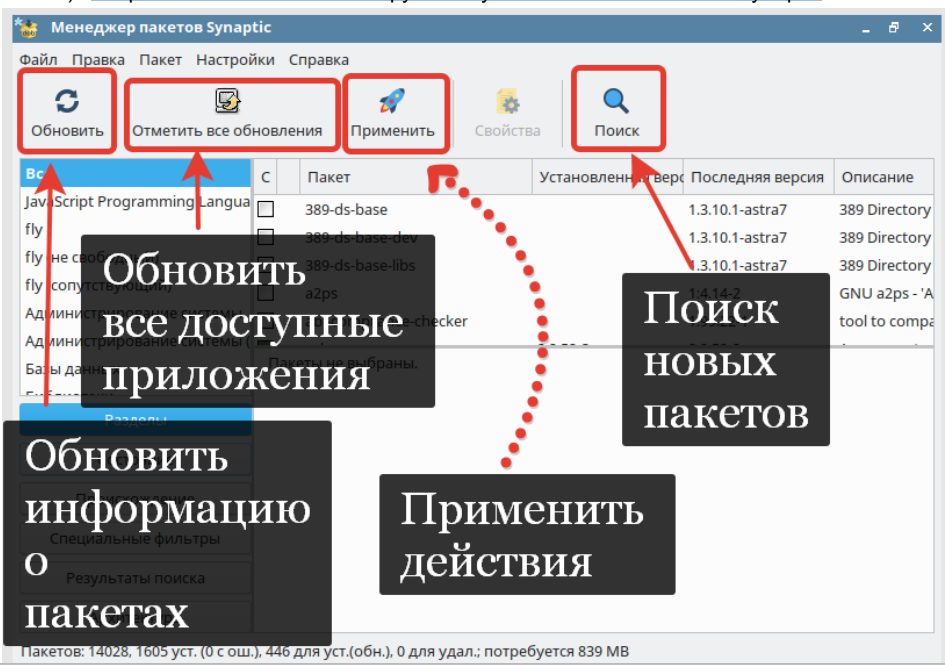 Менеджер пакетов Synaptic
Файл Правка Пакет Настройки Справка
Обновить Отметить все обновления Применить Свойства Поиск
С Пакет Установленная верс Последняя версия Описание
JavaScript Programming Langua
389-ds-base 1.3.10.1-astra7 389 Directory
fly
389-ds-base-dev 1.3.10.1-astra7 389 Directory
fly (не свободный)
389-ds-base-libs 1.3.10.1-astra7 389 Directory
fly (сопутствующий)
a2ps 1:4.14-2 GNU a2ps - 'A
Администрирование системы
-checker tool to compa
Администрирование системы (
Базы данных
Пакеты не выбраны.
Разделы
Происхождение
Специальные фильтры
Результаты поиска
Обновить
все доступные
приложения
Поиск
новых
пакетов
Обновить
информацию
о
пакетах
Применить
действия
Пакетов: 14028, 1605 уст. (0 с ош.), 446 для уст.(обн.), 0 для удал.; потребуется 839 MB